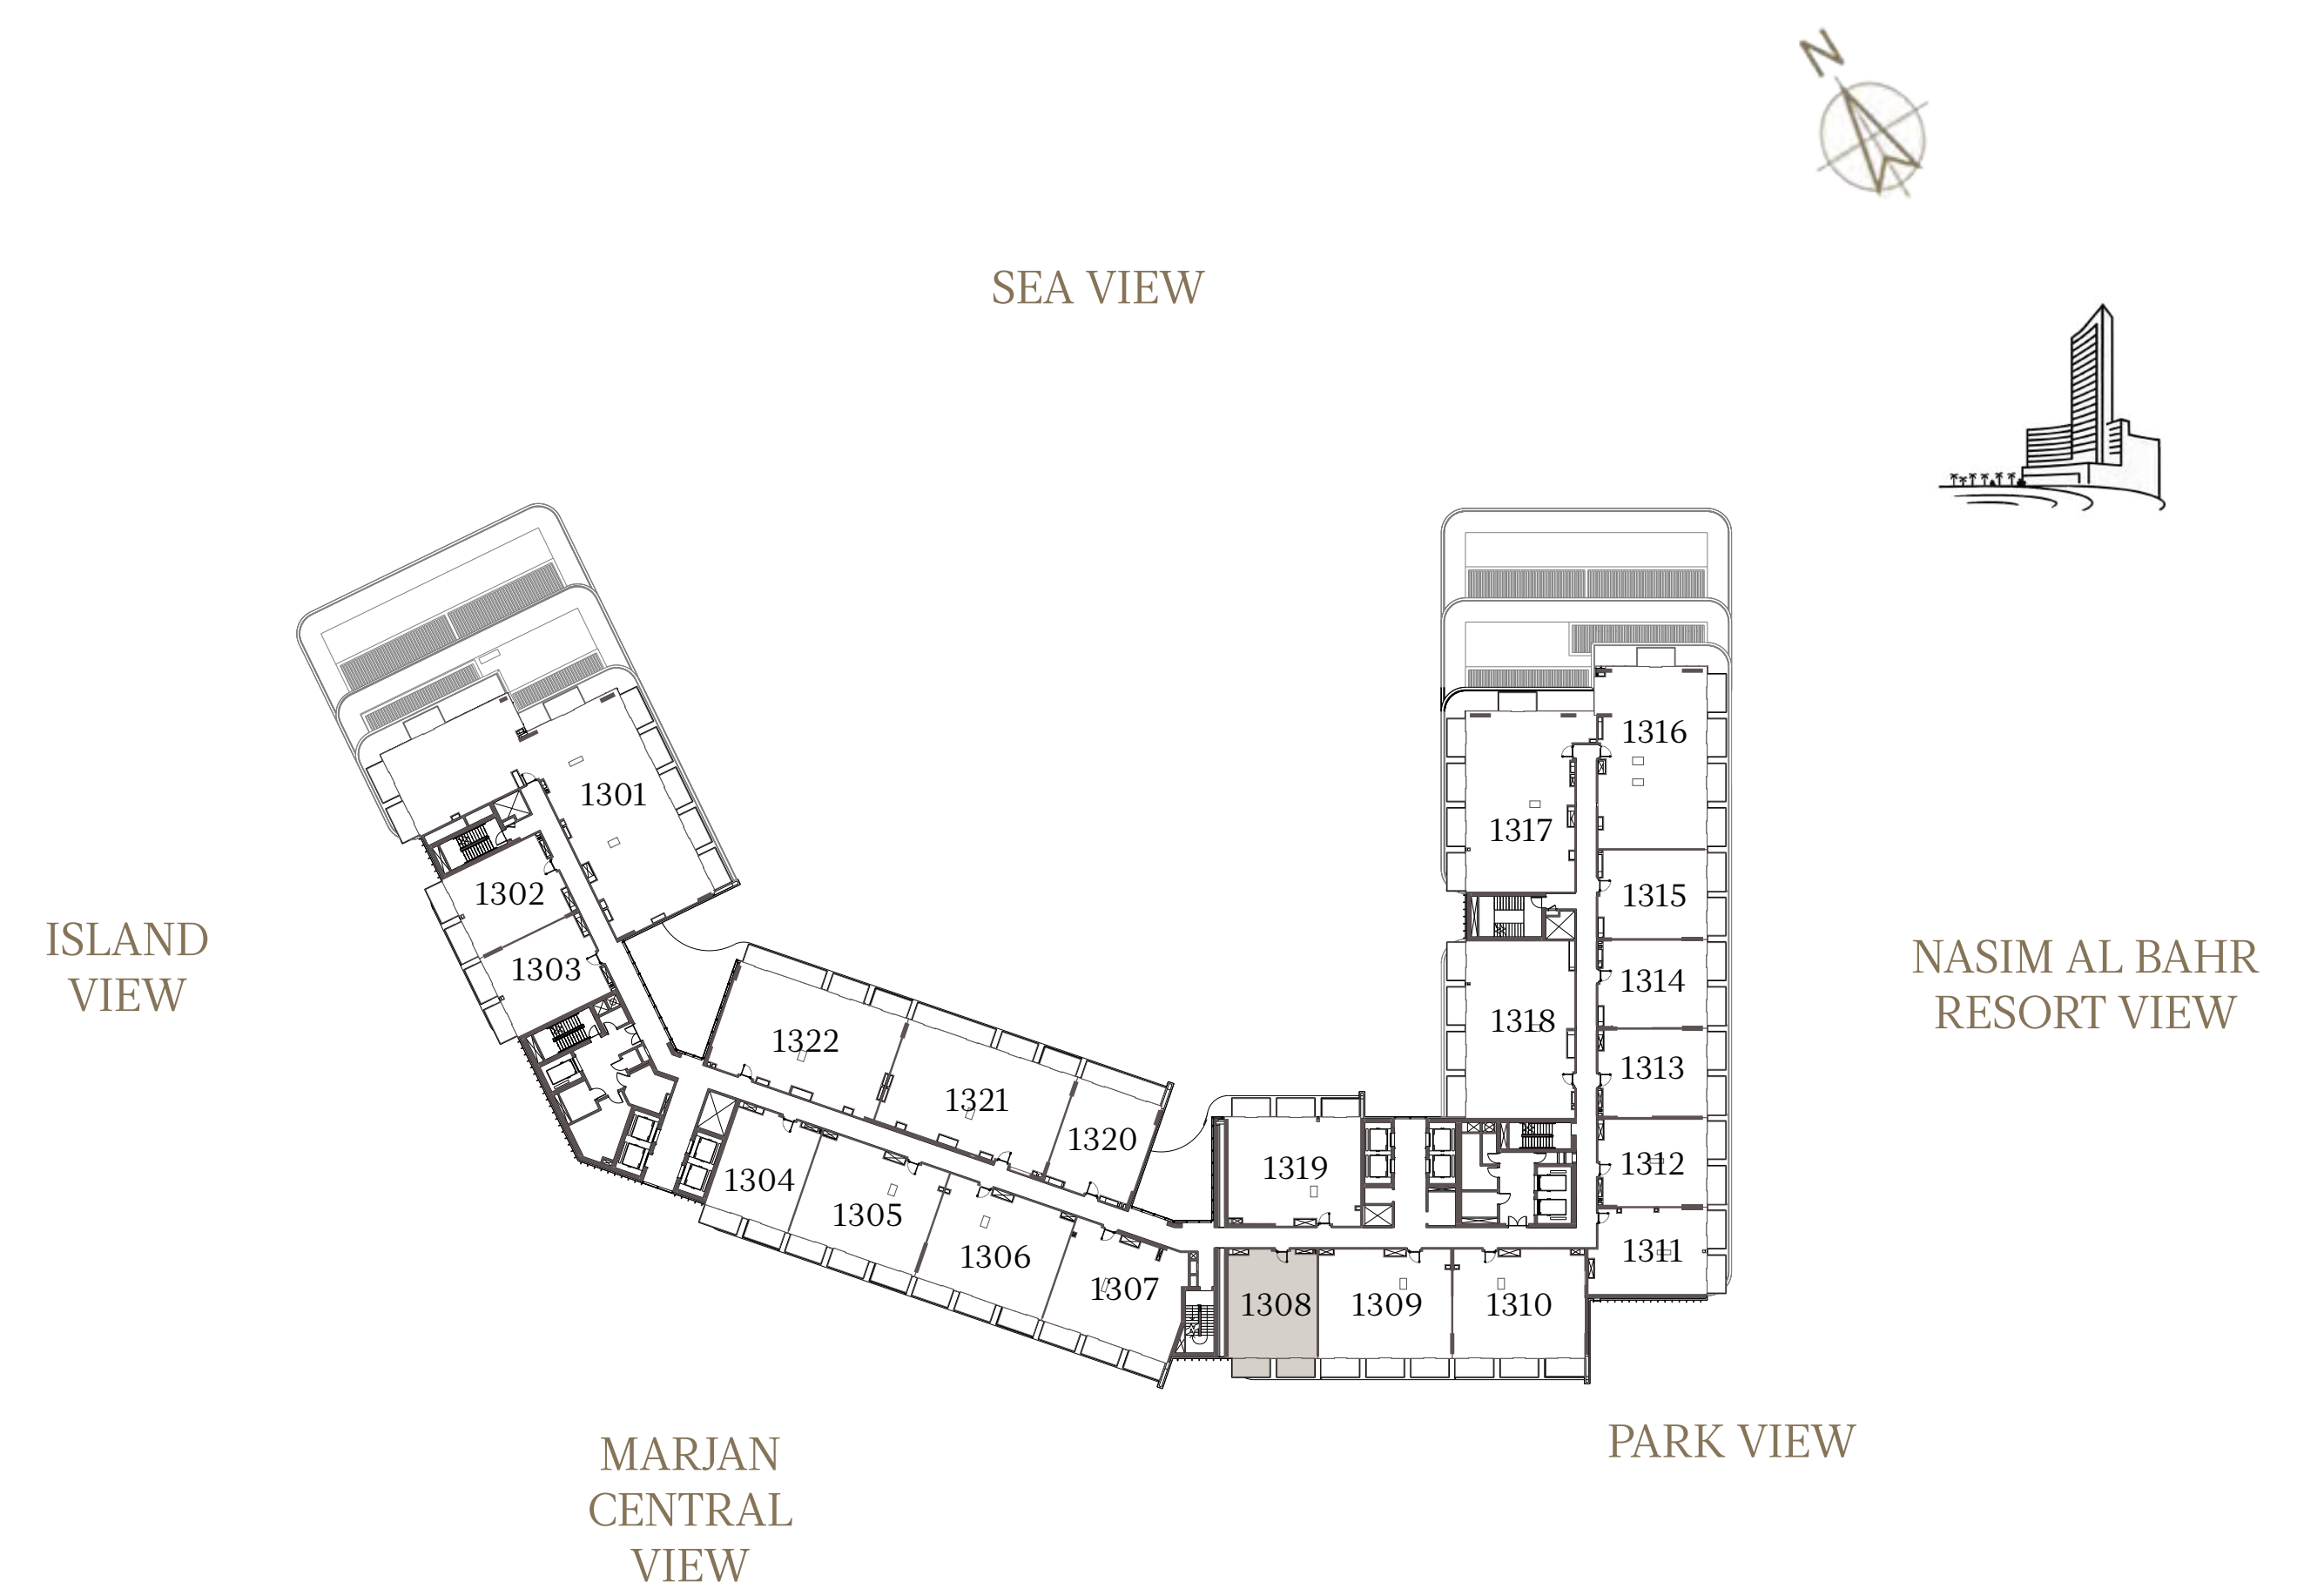 N
SEA VIEW
1316
1301
1317
1302
1315
ISLAND
VIEW
NASIM AL BAHR
RESORT VIEW
1303
1314
1318
1322
1313
1321
1320
1312
1319
1304
1305
1306
1311
1307
1308
1309
1310
PARK VIEW
MARJAN
CENTRAL
VIEW